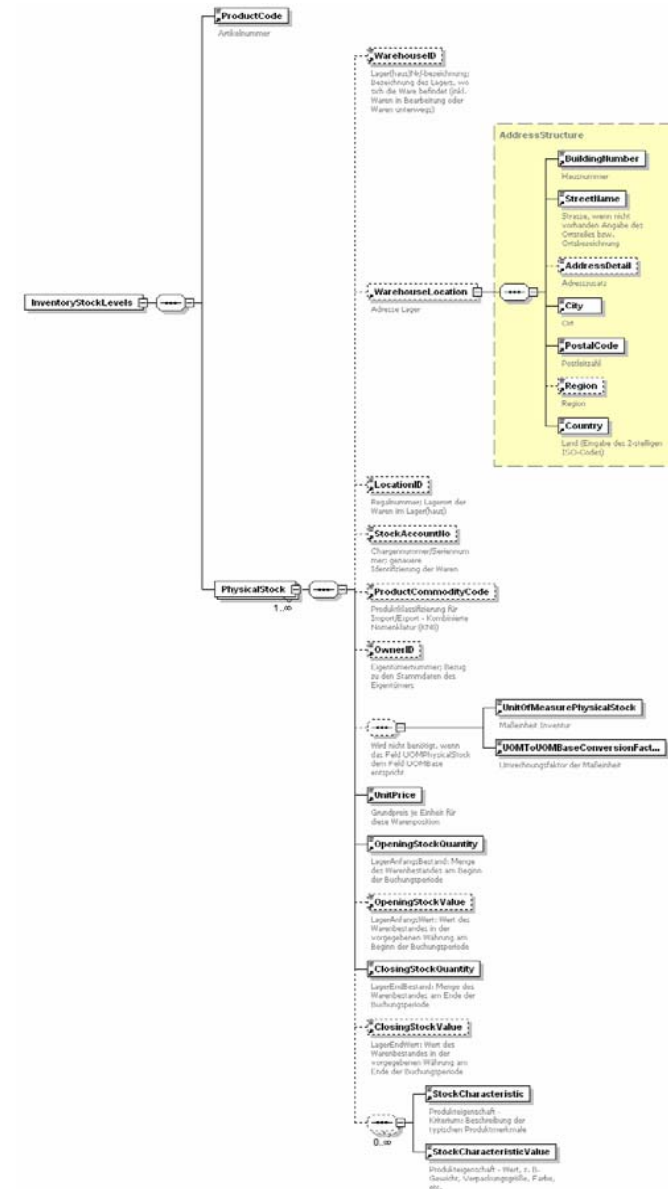 ProductCode
Artikelnummer
WarehouseID
Lager(haus)Nr/-bezeichnung:
Bezeichnung des Lagers, wo
sich die Ware befindet (inkl.
Waren in Bearbeitung oder
Waren unterwegs)
AddressStructure
BuildingNumber
Hausnummer
StreetName
Strasse, wenn nicht
vorhanden Angabe des
Ortsteiles bzw.
Ortsbezeichnung
AddressDetail
Adresszusatz
InventoryStockLevels
WarehouseLocation
Adresse Lager
City
Ort
PostalCode
Postleitzahl
Region
Region
Country
Land (Eingabe des 2-stelligen
ISO-Codes)
LocationID
Regalnummer: Lagerort der
Waren im Lager(haus)
StockAccountNo
Chargennummer/Seriennum
mer: genauere
Identifizierung der Waren
PhysicalStock
1..∞
ProductCommodityCode
Produktklassifizierung für
Import/Export - Kombinierte
Nomenklatur (KN8)
OwnerID
Eigentümernummer: Bezug
zu den Stammdaten des
Eigentümers
Wird nicht benötigt, wenn
das Feld UOMPhysicalStock
dem Feld UOMBase
entspricht
UnitOfMeasurePhysicalStock
Maßeinheit Inventur
UOMToUOMBaseConversionFact...
Umrechnungsfaktor der Maßeinheit
UnitPrice
Grundpreis je Einheit für
diese Warenposition
OpeningStockQuantity
LagerAnfangsBestand: Menge
des Warenbestandes am Beginn
der Buchungsperiode
OpeningStockValue
LagerAnfangsWert: Wert des
Warenbestandes in der
vorgegebenen Währung am
Beginn der Buchungsperiode
ClosingStockQuantity
LagerEndBestand: Menge des
Warenbestandes am Ende der
Buchungsperiode
ClosingStockValue
LagerEndWert: Wert des
Warenbestandes in der
vorgegebenen Währung am
Ende der Buchungsperiode
0..∞
StockCharacteristic
Produkteigenschaft -
Kriterium: Beschreibung der
typischen Produktmerkmale
StockCharacteristicValue
Produkteigenschaft - Wert, z. B.
Gewicht, Verpackungsgröße, Farbe,
etc.